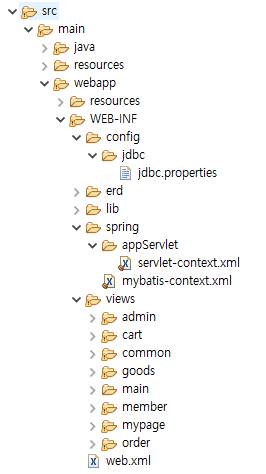 src
main
java
resources
webapp
resources
WEB-INF
config
jdbc
jdbc.properties
erd
lib
spring
appServlet
servlet-context.xml
mybatis-context.xml
views
admin
cart
common
goods
main
member
mypage
order
web.xml